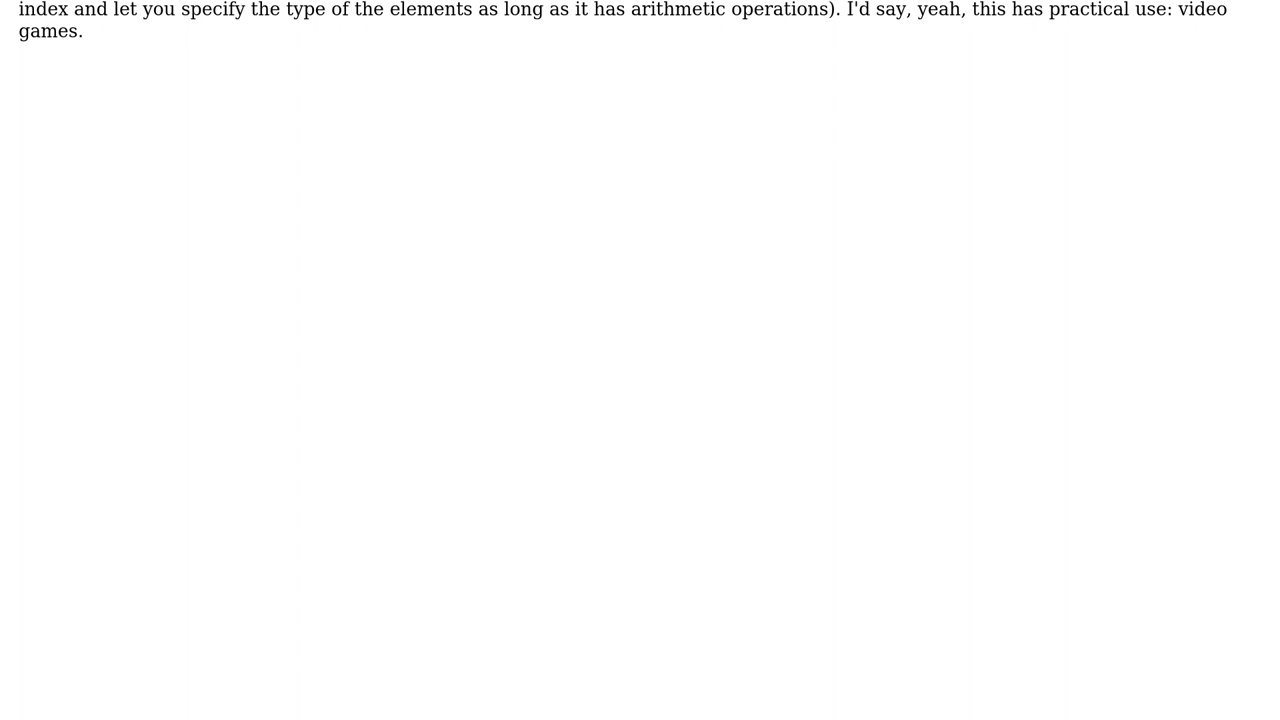 index and let you specify the type of the elements as long as it has arithmetic operations). I'd say, yeah, this has practical use: video
games.